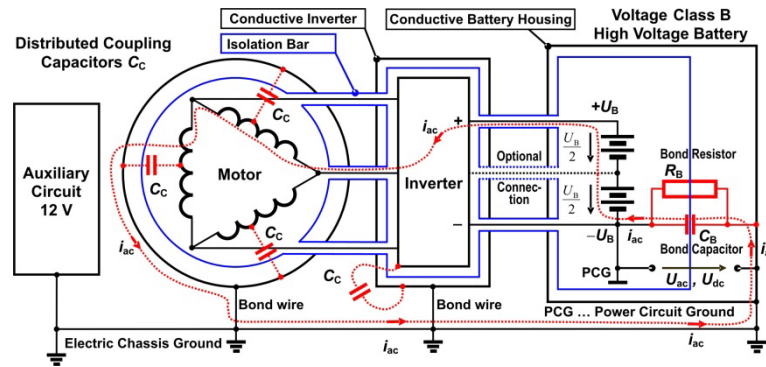 Conductive Inverter
Conductive Battery Housing
Voltage Class B
High Voltage Battery
Distributed Coupling
Capacitors CC
Isolation Bar
Auxiliary
Circuit
12 V
CC
CC
CC
CC
Motor
iac
iac
Inverter
+
−
Optional
Connec-
tion
+UB
UB
2
UB
2
−UB
iac
Bond Resistor
RB
CB
Bond Capacitor
PCG
Uac , Udc
Bond wire
Bond wire
PCG ... Power Circuit Ground
Electric Chassis Ground
iac
iac